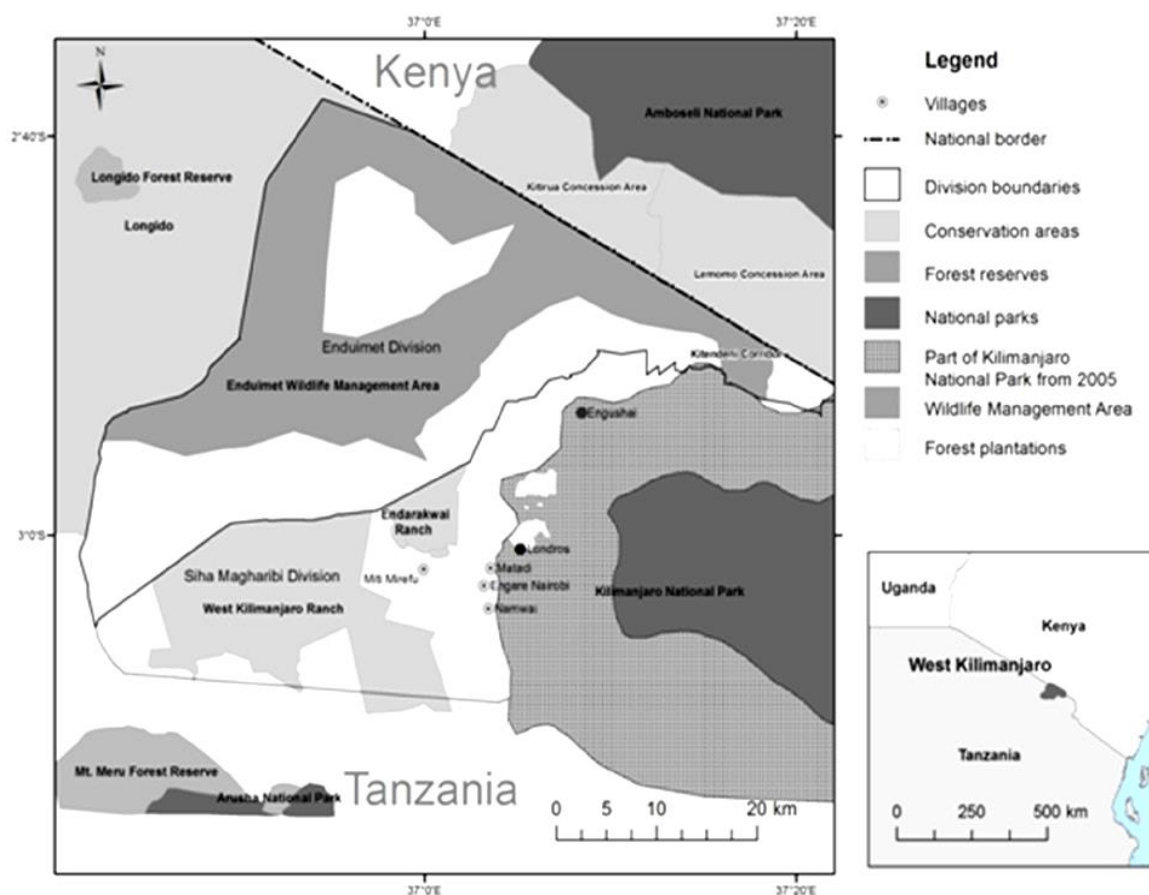 37°0'E
37°20'E
N
Kenya
Amboseli National Park
2°40'S
Longido Forest Reserve
Kitirua Concession Area
Longido
Lemomo Concession Area
Enduimet Division
Kitendeni Corridor
Enduimet Wildlife Management Area
Engushai
Endarakwai
Ranch
3°0'S
Londros
Siha Magharibi Division
Miti Mirefu
Matadi
Engare Nairobi
West Kilimanjaro Ranch
Namwai
Kilimanjaro National Park
Mt. Meru Forest Reserve
Arusha National Park
Tanzania
0 5 10 20 km
37°0'E
37°20'E
Legend
Villages
National border
Division boundaries
Conservation areas
Forest reserves
National parks
Part of Kilimanjaro
National Park from 2005
Wildlife Management Area
Forest plantations
Uganda
Kenya
West Kilimanjaro
Tanzania
0 250 500 km